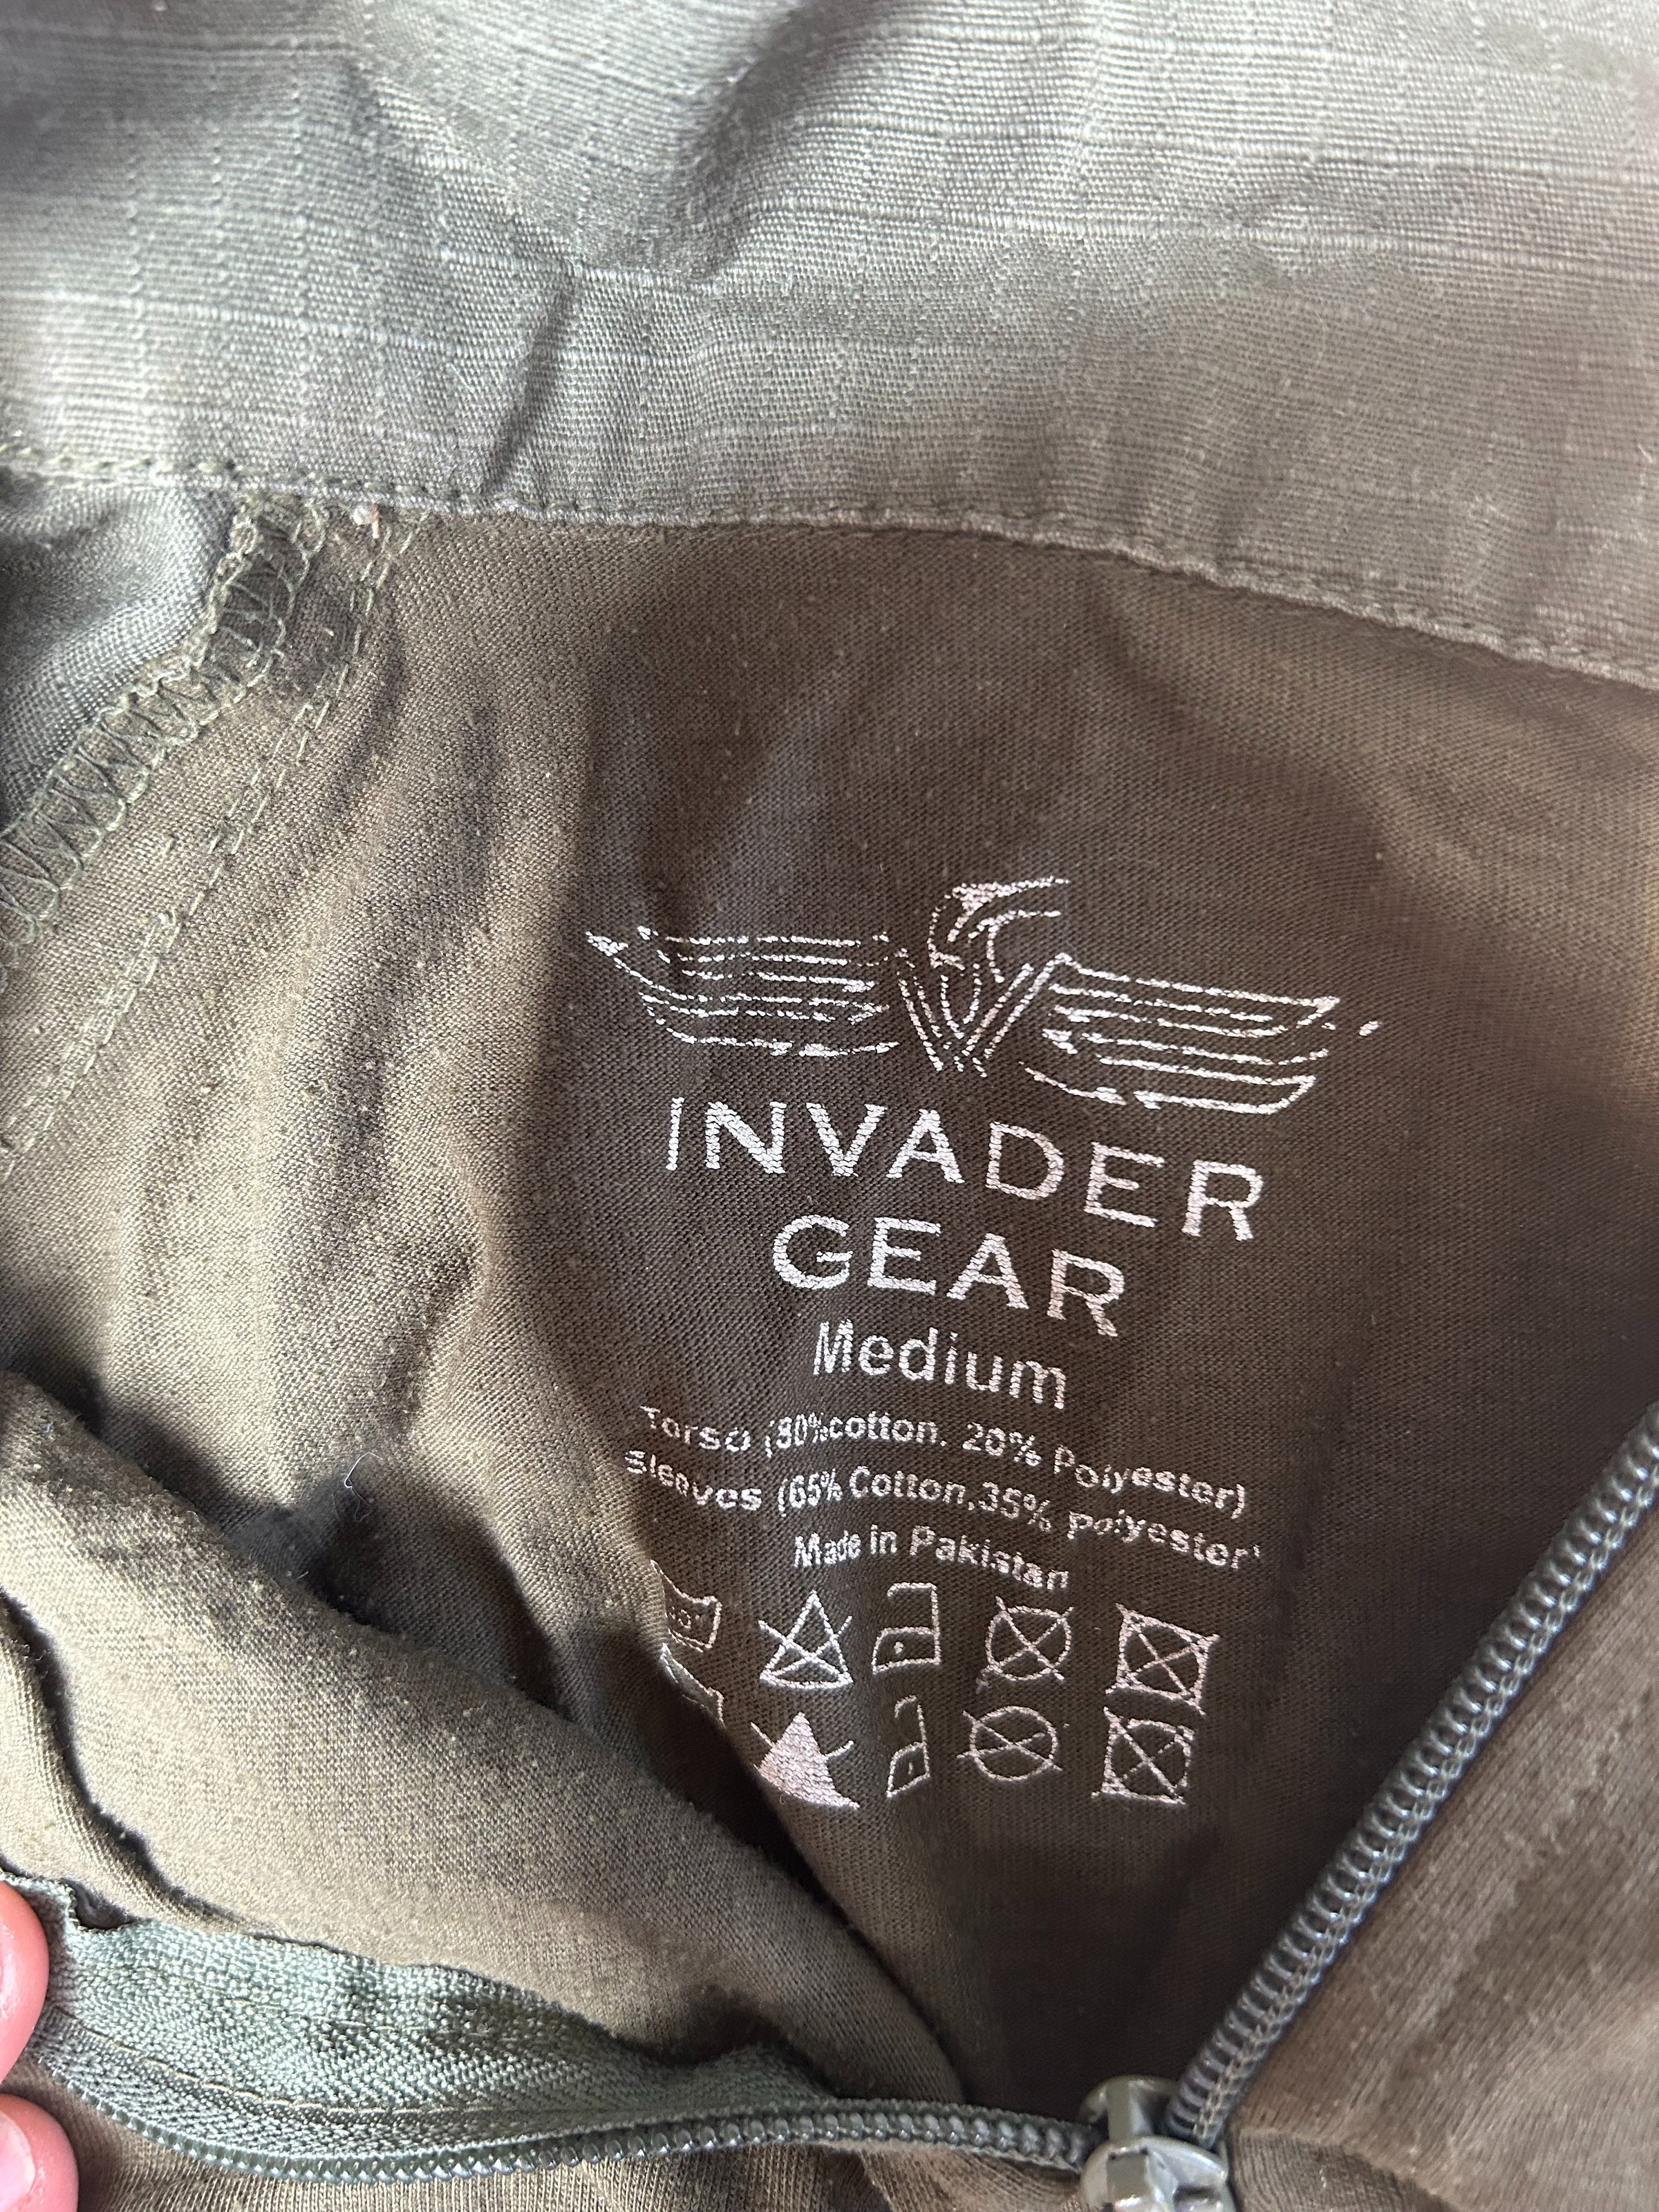 INVADER
GEAR
Medium
Torso (80%cotton. 20% Polyester)
Sleeves (65% Cotton,35% Polyester)
Made in Pakistan